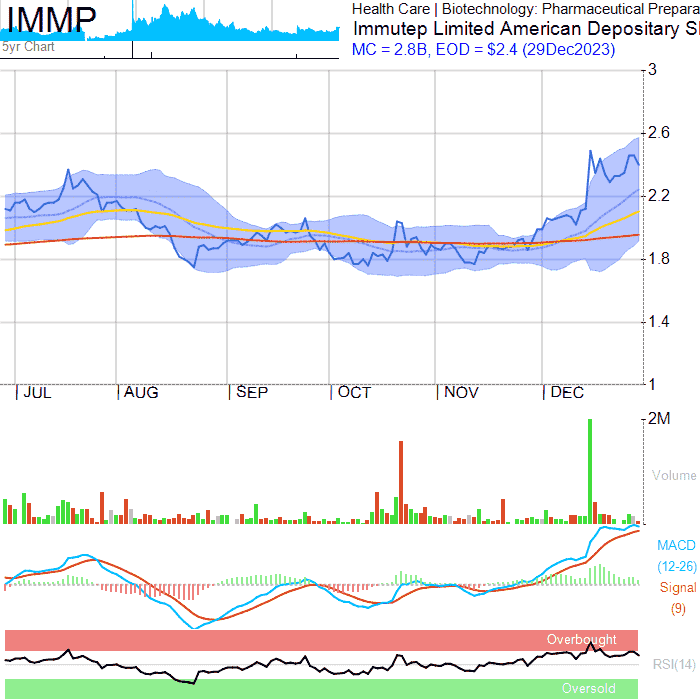 IMMP
5yr Chart
Health Care | Biotechnology: Pharmaceutical Prepara
Immutep Limited American Depositary S
MC = 2.8B, EOD = $2.4 (29Dec2023)
3
2.6
2.2
1.8
1.4
1
JUL AUG SEP OCT NOV DEC
2M
Volume
MACD
(12-26)
Signal
(9)
Overbought
RSI(14)
Oversold